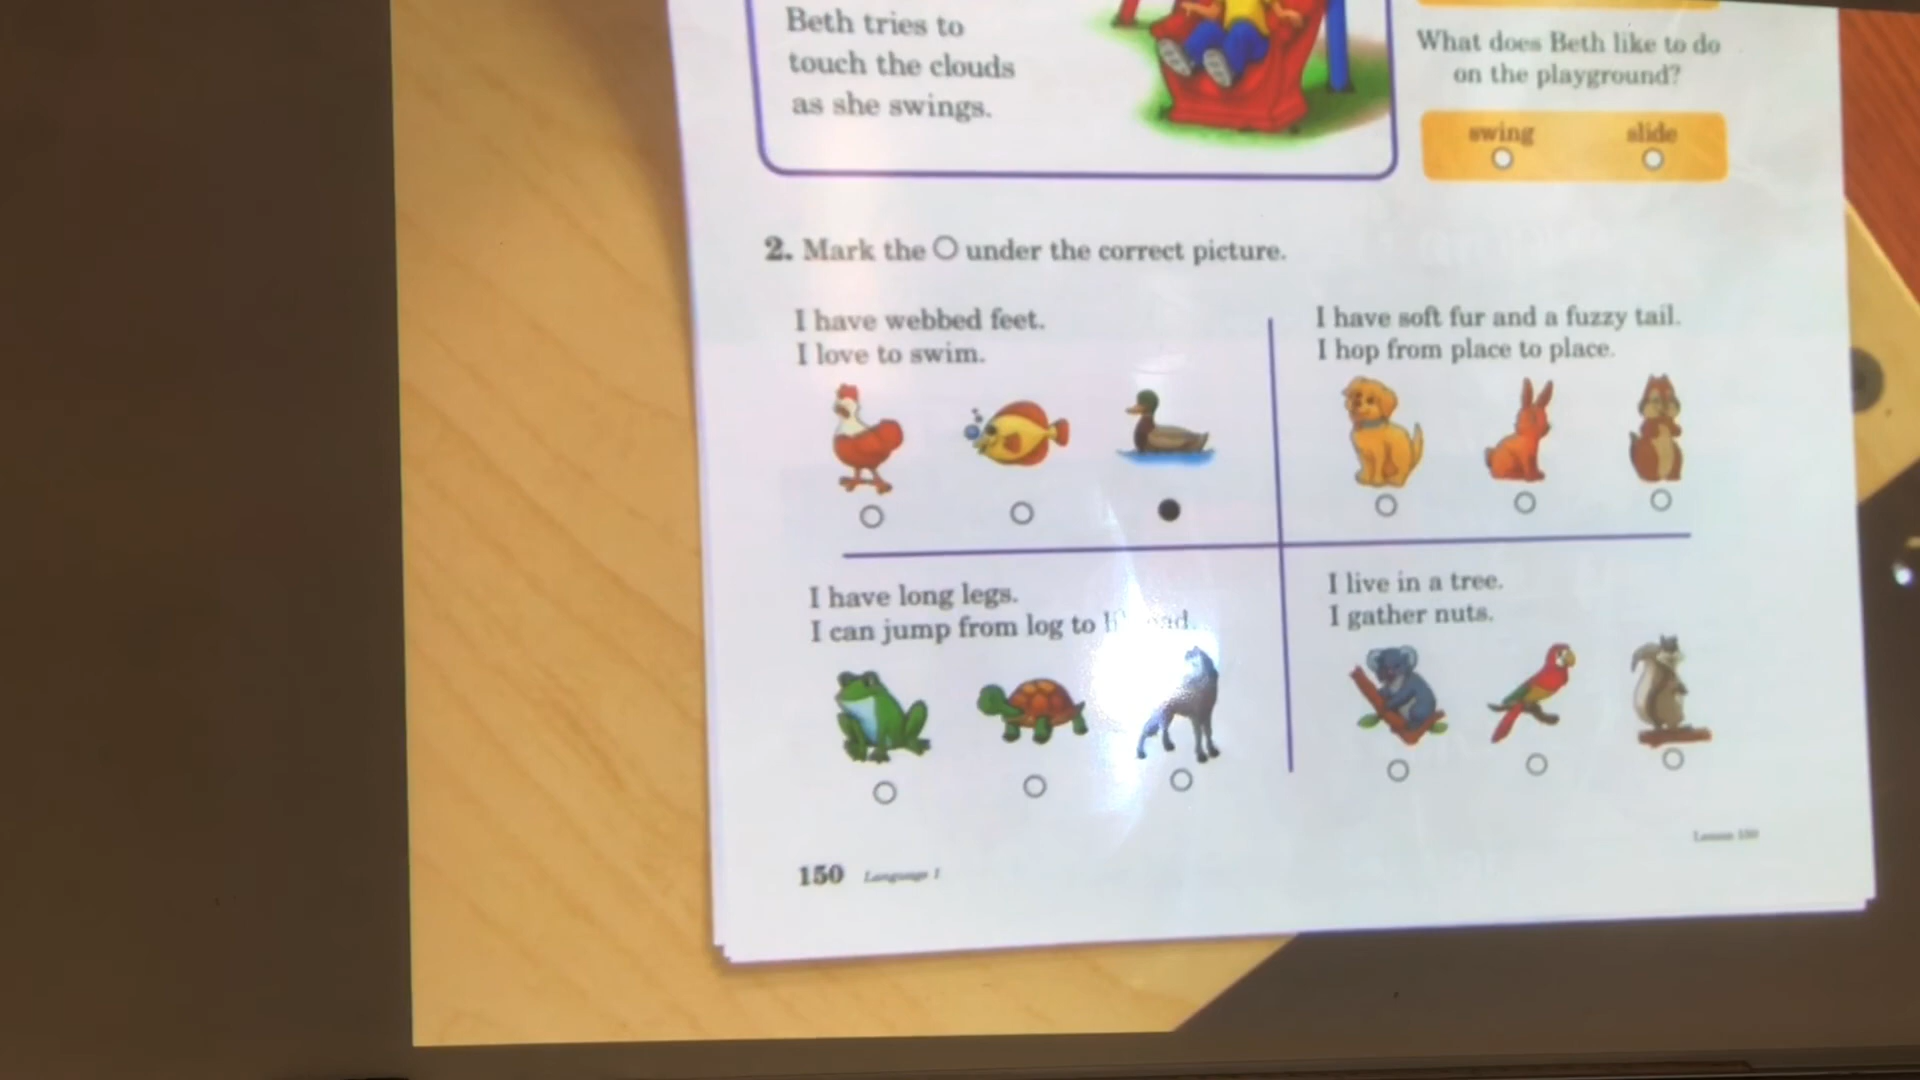 Beth tries to
touch the clouds
as she swings.
What does Beth like to do
on the playground?
swing slide
2. Mark the O under the correct picture.
I have webbed feet.
I love to swim.
I have soft fur and a fuzzy tail.
I hop from place to place.
I have long legs.
I can jump from log to
I live in a tree.
I gather nuts.
150 Language 1
Lesson